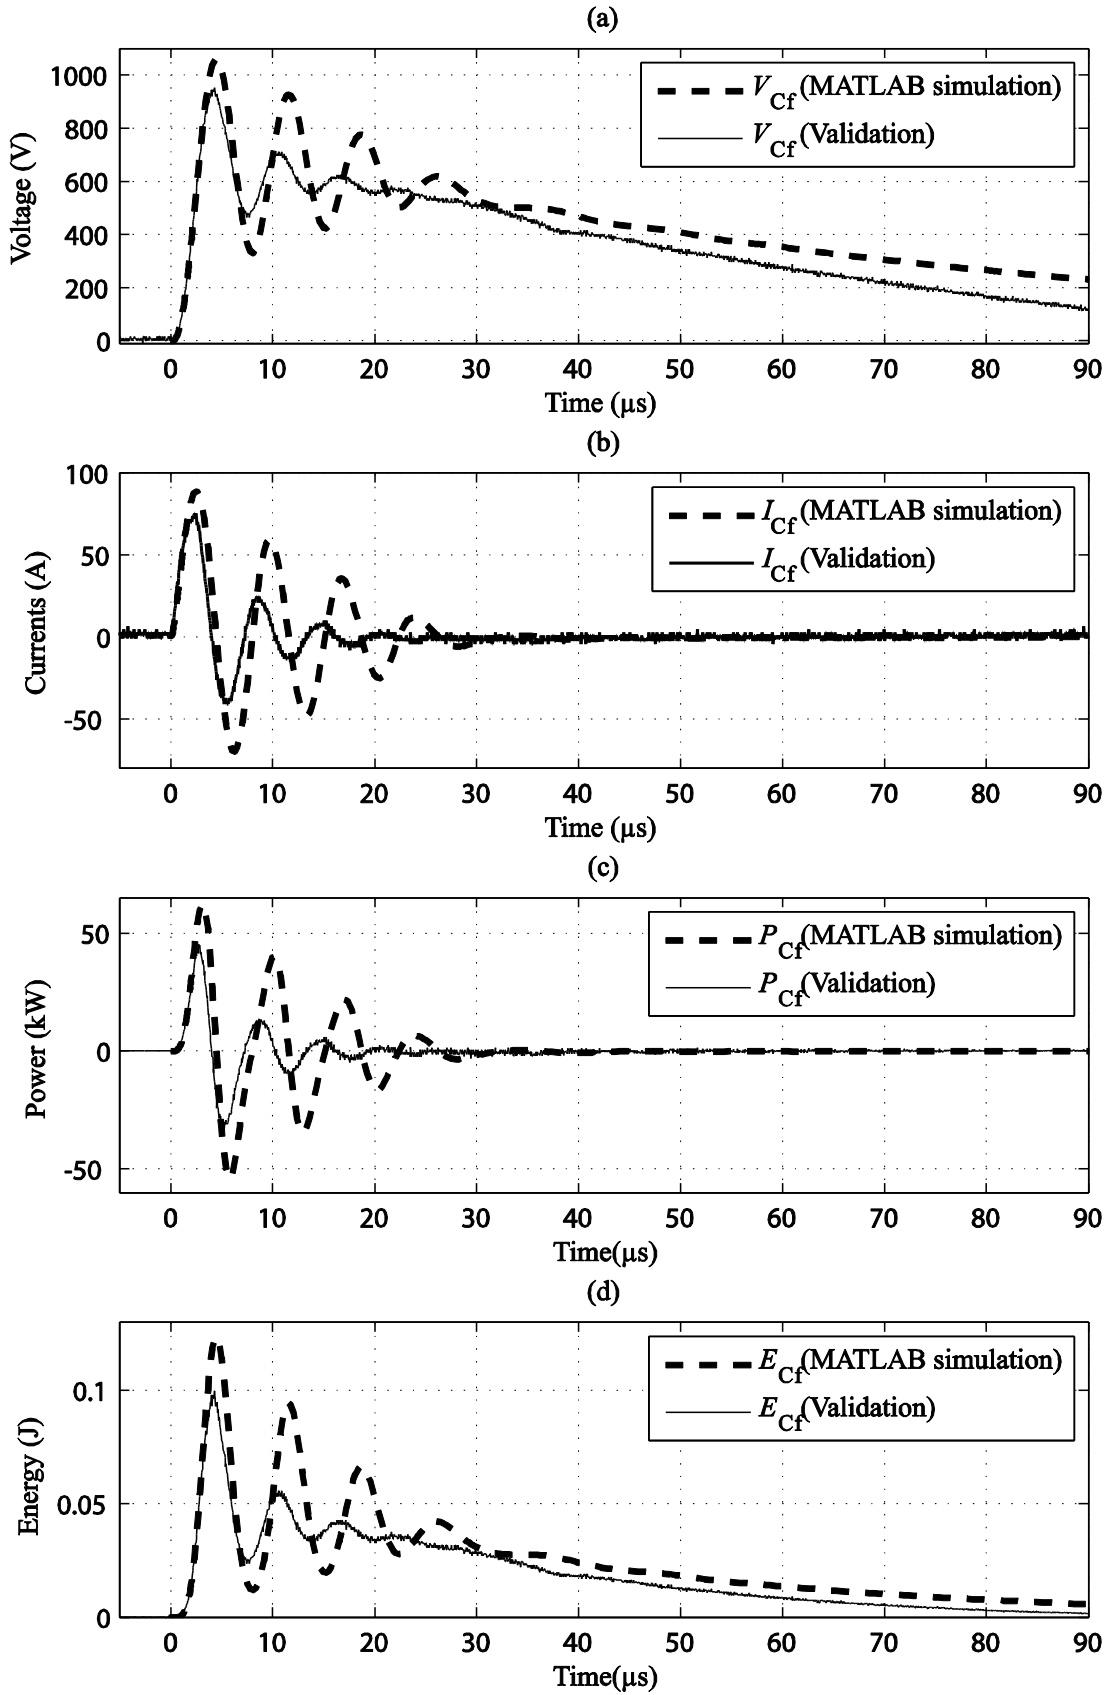 (a)
1000
800
600
400
200
0
Voltage (V)
V_Cf (MATLAB simulation)
V_Cf (Validation)
0 10 20 30 40 50 60 70 80 90
Time (µs)
(b)
100
50
0
-50
Currents (A)
I_Cf (MATLAB simulation)
I_Cf (Validation)
0 10 20 30 40 50 60 70 80 90
Time (µs)
(c)
50
0
-50
Power (kW)
P_Cf (MATLAB simulation)
P_Cf (Validation)
0 10 20 30 40 50 60 70 80 90
Time(µs)
(d)
0.1
0.05
0
Energy (J)
E_Cf (MATLAB simulation)
E_Cf (Validation)
0 10 20 30 40 50 60 70 80 90
Time(µs)